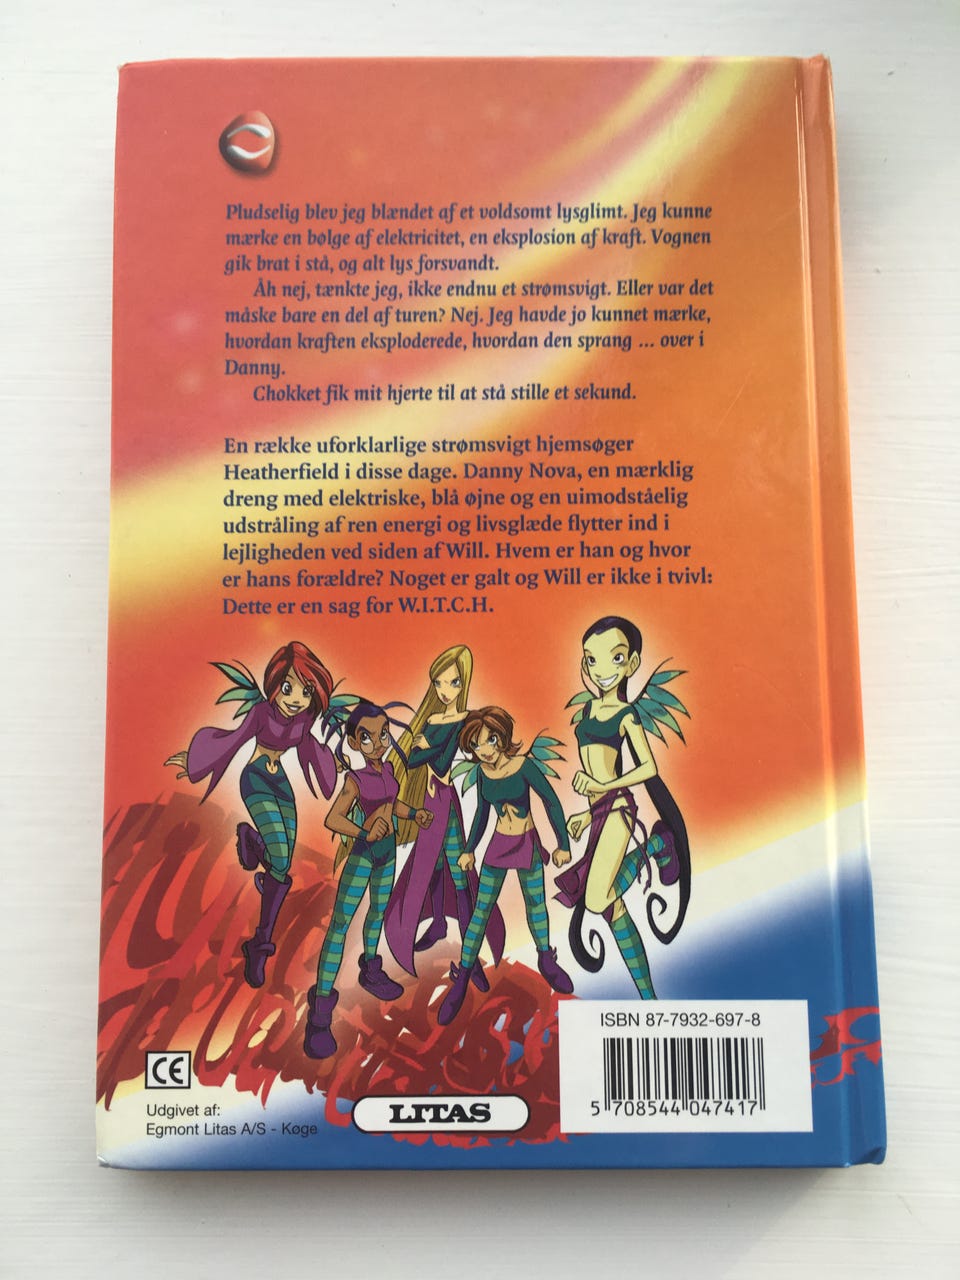 Pludselig blev jeg blændet af et voldsomt lysglimt. Jeg kunne
mærke en bølge af elektricitet, en eksplosion af kraft. Vognen
gik brat i stå, og alt lys forsvandt.
Åh nej, tænkte jeg, ikke endnu et strømsvigt. Eller var det
måske bare en del af turen? Nej. Jeg havde jo kunnet mærke,
hvordan kraften eksploderede, hvordan den sprang ... over i
Danny.
Chokket fik mit hjerte til at stå stille et sekund.
En række uforklarlige strømsvigt hjemsøger
Heatherfield i disse dage. Danny Nova, en mærklig
dreng med elektriske, blå øjne og en uimodståelig
udstråling af ren energi og livsglæde flytter ind i
lejligheden ved siden af Will. Hvem er han og hvor
er hans forældre? Noget er galt og Will er ikke i tvivl:
Dette er en sag for W.I.T.C.H.
ISBN 87-7932-697-8
5 708544 047417
CE
Udgivet af:
Egmont Litas A/S - Køge
LITAS